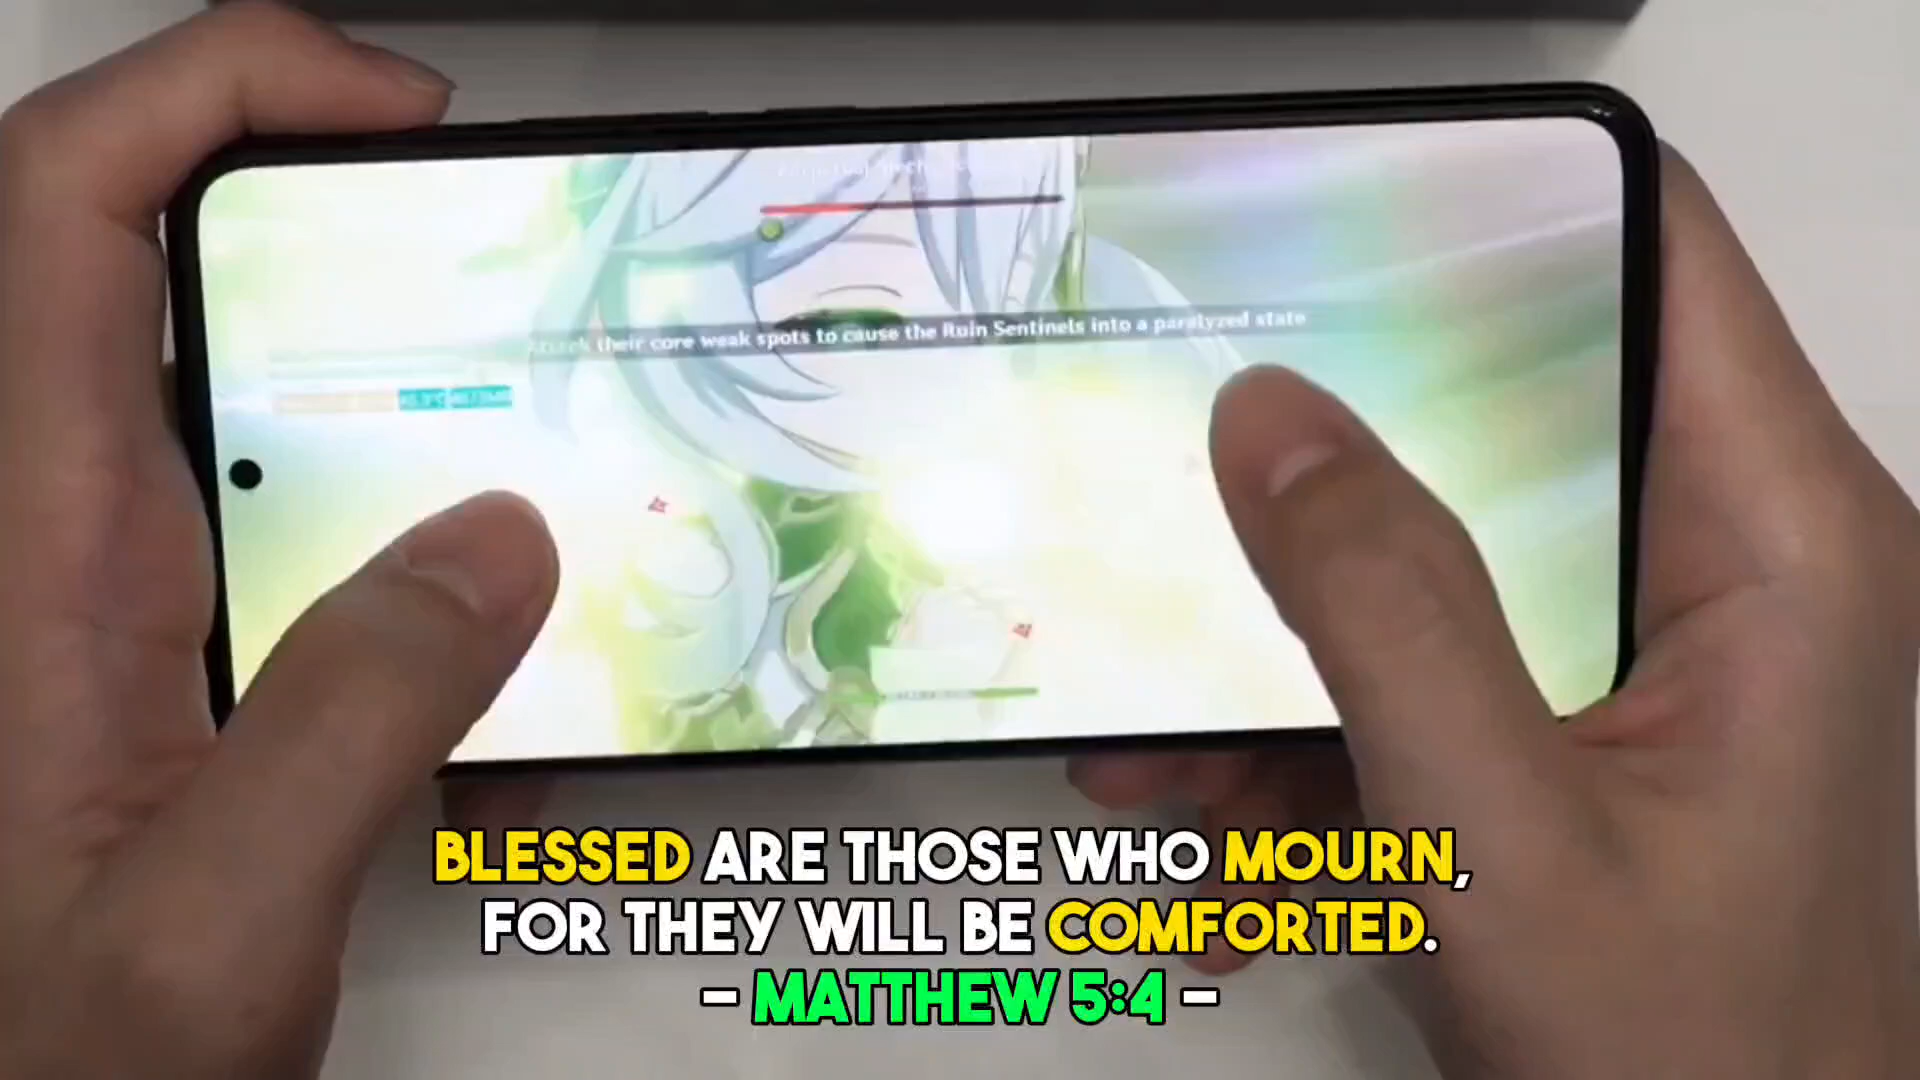 their core weak spots to cause the Ruin Sentinels into a paralyzed state
BLESSED ARE THOSE WHO MOURN,
FOR THEY WILL BE COMFORTED.
- MATTHEW 5:4 -